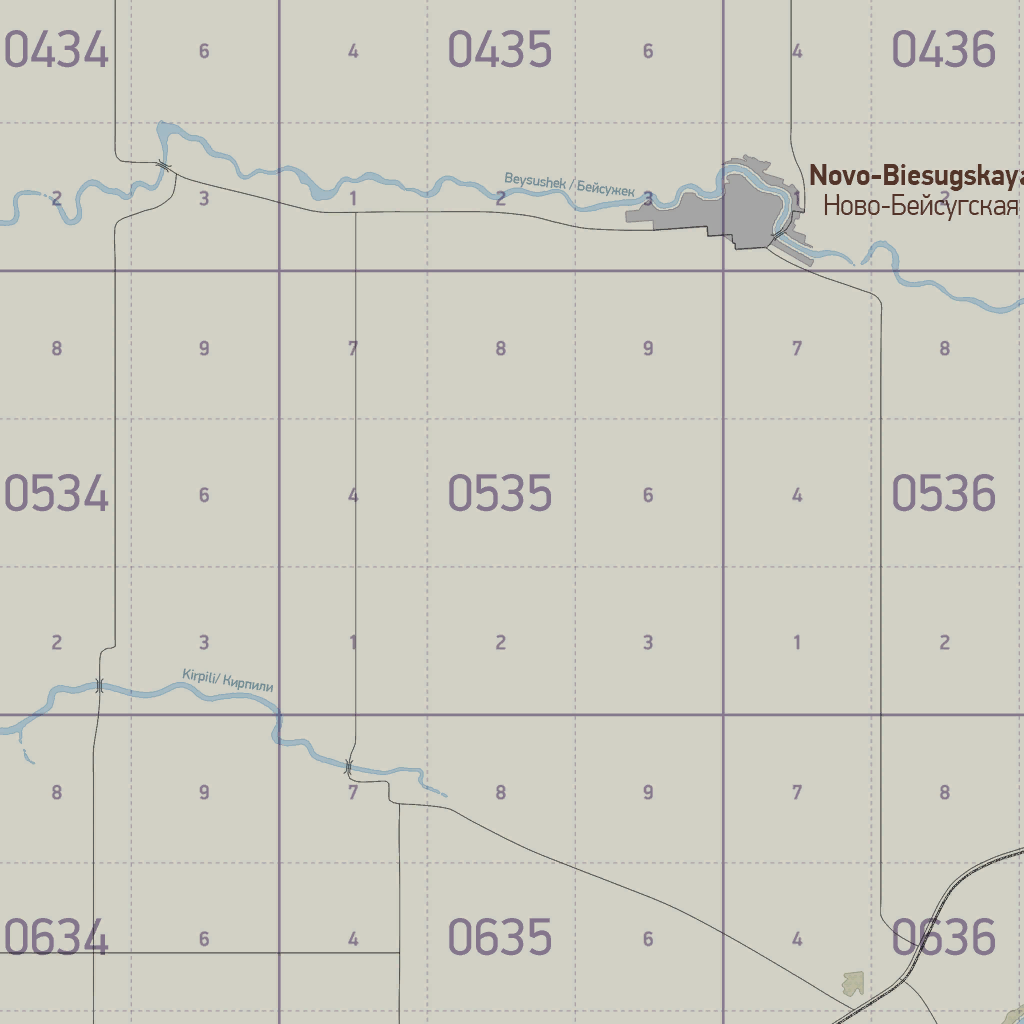 0434 6 4 0435 6 4 0436
Beysushek / Бейсужек
Novo-Biesugskaya
Ново-Бейсугская
2 3 1 2 3 1
8 9 7 8 9 7 8
0534 6 4 0535 6 4 0536
2 3 1 2 3 1 2
Kirpili/ Кирпили
8 9 7 8 9 7 8
0634 6 4 0635 6 4 0636